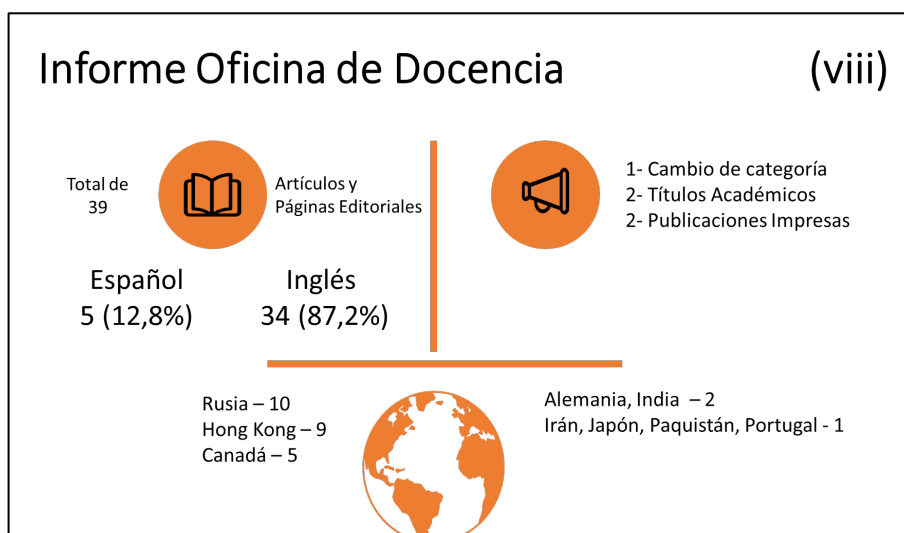 Informe Oficina de Docencia (viii)
Total de
39
Artículos y
Páginas Editoriales
Español
5 (12,8%)
Inglés
34 (87,2%)
1- Cambio de categoría
2- Títulos Académicos
2- Publicaciones Impresas
Rusia – 10
Hong Kong – 9
Canadá – 5
Alemania, India – 2
Irán, Japón, Paquistán, Portugal - 1